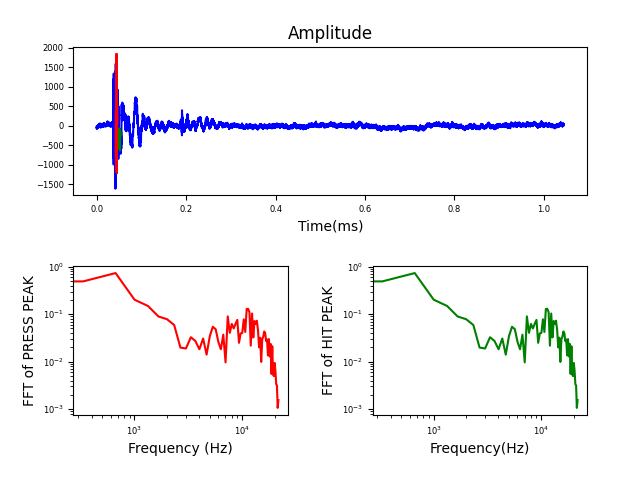 Amplitude
2000
1500
1000
500
0
−500
−1000
−1500
0.0 0.2 0.4 0.6 0.8 1.0
Time(ms)
FFT of PRESS PEAK
10⁰
10⁻¹
10⁻²
10⁻³
10³ 10⁴
Frequency (Hz)
FFT of HIT PEAK
10⁰
10⁻¹
10⁻²
10⁻³
10³ 10⁴
Frequency(Hz)